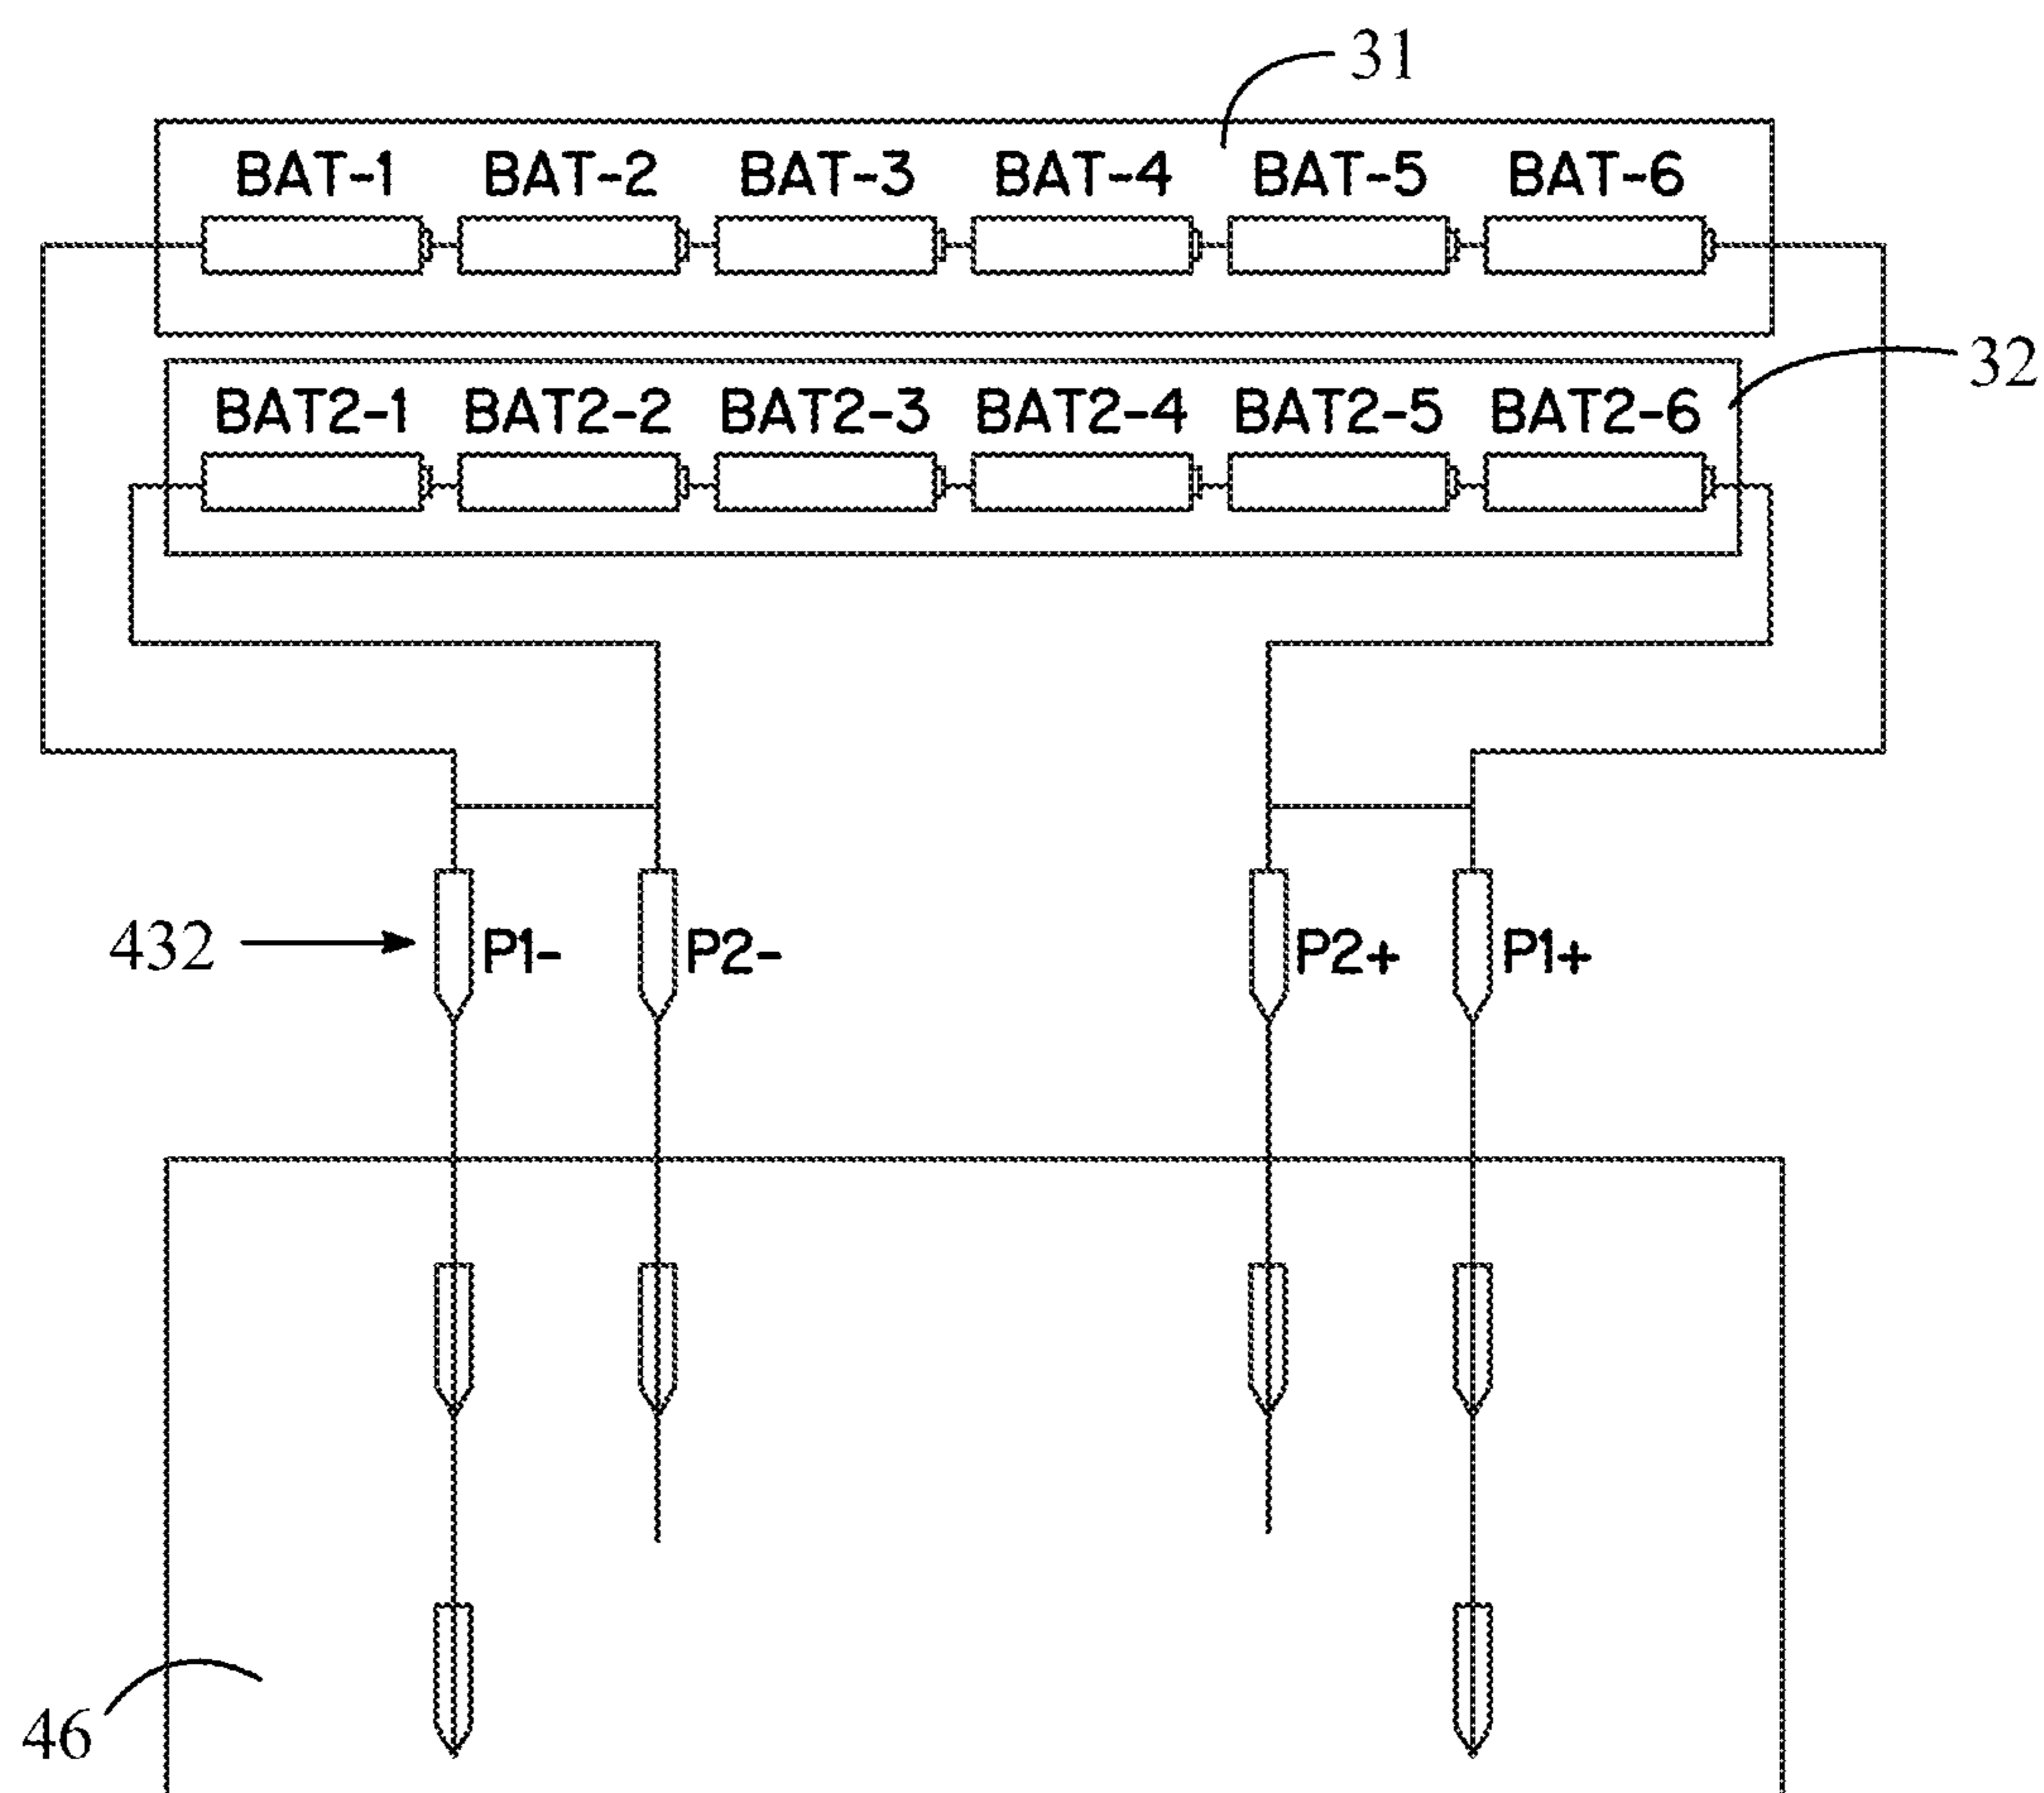 31
BAT-1 BAT-2 BAT-3 BAT-4 BAT-5 BAT-6
32
BAT2-1 BAT2-2 BAT2-3 BAT2-4 BAT2-5 BAT2-6
432 P1- P2- P2+ P1+
46